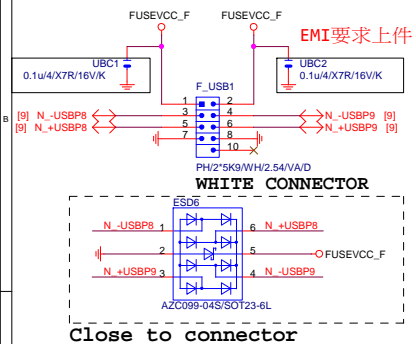 FUSEVCC_F FUSEVCC_F
EMI要求上件
UBC1 UBC2
0.1u/4/X7R/16V/K 0.1u/4/X7R/16V/K
F_USB1
1 2
[9] N_-USBP8 3 4 N_-USBP9 [9]
[9] N_+USBP8 5 6 N_+USBP9 [9]
7 8
10
B
PH/2*5K9/WH/2.54/VA/D
WHITE CONNECTOR
ESD6
N_-USBP8 1 6 N_+USBP8
2 5 FUSEVCC_F
N_+USBP9 3 4 N_-USBP9
AZC099-04S/SOT23-6L
Close to connector